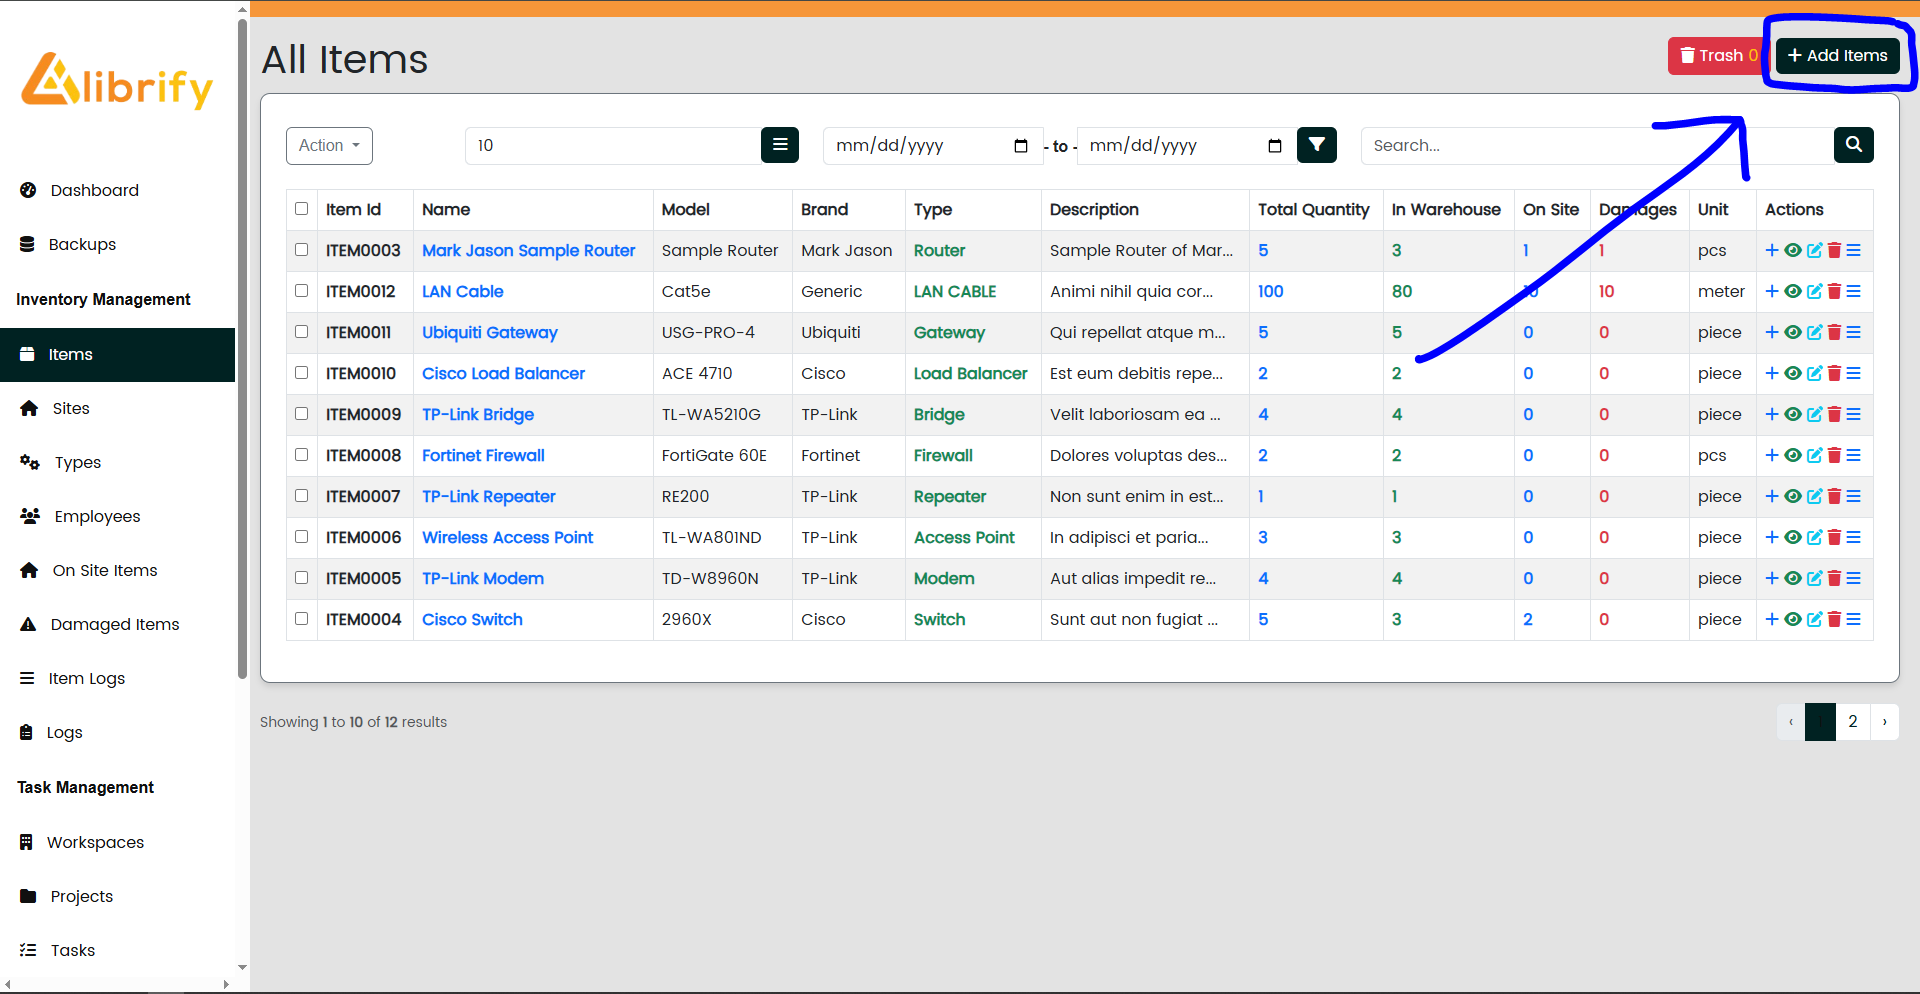 Alibrify
Dashboard
Backups
Inventory Management
Items
Sites
Types
Employees
On Site Items
Damaged Items
Item Logs
Logs
Task Management
Workspaces
Projects
Tasks
All Items
Trash 0
+ Add Items
Action
10
mm/dd/yyyy - to - mm/dd/yyyy
Search...
Item Id Name Model Brand Type Description Total Quantity In Warehouse On Site Damages Unit Actions
ITEM0003 Mark Jason Sample Router Sample Router Mark Jason Router Sample Router of Mar... 5 3 1 1 pcs
ITEM0012 LAN Cable Cat5e Generic LAN CABLE Animi nihil quia cor... 100 80 10 10 meter
ITEM0011 Ubiquiti Gateway USG-PRO-4 Ubiquiti Gateway Qui repellat atque m... 5 5 0 0 piece
ITEM0010 Cisco Load Balancer ACE 4710 Cisco Load Balancer Est eum debitis repe... 2 2 0 0 piece
ITEM0009 TP-Link Bridge TL-WA5210G TP-Link Bridge Velit laboriosam ea ... 4 4 0 0 piece
ITEM0008 Fortinet Firewall FortiGate 60E Fortinet Firewall Dolores voluptas des... 2 2 0 0 pcs
ITEM0007 TP-Link Repeater RE200 TP-Link Repeater Non sunt enim in est... 1 1 0 0 piece
ITEM0006 Wireless Access Point TL-WA801ND TP-Link Access Point In adipisci et paria... 3 3 0 0 piece
ITEM0005 TP-Link Modem TD-W8960N TP-Link Modem Aut alias impedit re... 4 4 0 0 piece
ITEM0004 Cisco Switch 2960X Cisco Switch Sunt aut non fugiat ... 5 3 2 0 piece
Showing 1 to 10 of 12 results
‹ 1 2 ›